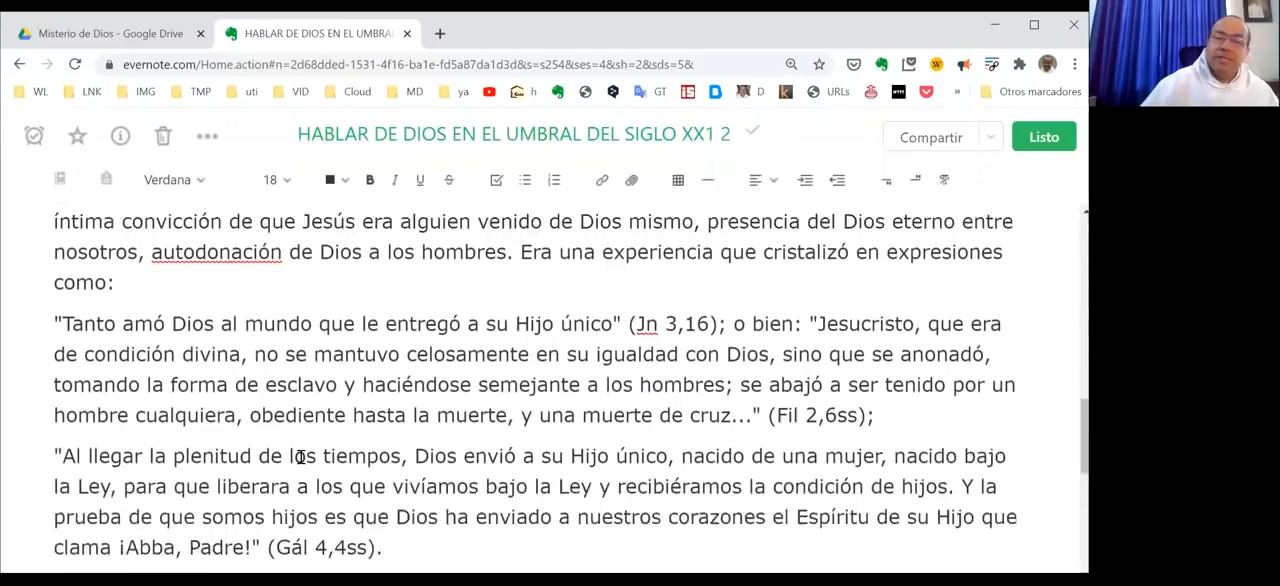 Misterio de Dios - Google Drive
HABLAR DE DIOS EN EL UMBRAL
evernote.com/Home.action#n=2d68dded-1531-4f16-ba1e-fd5a87da1d3d&s=s254&ses=4&sh=2&sds=5&
WL LNK IMG TMP uti VID Cloud MD ya h GT D URLs » Otros marcadores
HABLAR DE DIOS EN EL UMBRAL DEL SIGLO XX1 2
Compartir
Listo
Verdana 18 B I U S
íntima convicción de que Jesús era alguien venido de Dios mismo, presencia del Dios eterno entre
nosotros, autodonación de Dios a los hombres. Era una experiencia que cristalizó en expresiones
como:
"Tanto amó Dios al mundo que le entregó a su Hijo único" (Jn 3,16); o bien: "Jesucristo, que era
de condición divina, no se mantuvo celosamente en su igualdad con Dios, sino que se anonadó,
tomando la forma de esclavo y haciéndose semejante a los hombres; se abajó a ser tenido por un
hombre cualquiera, obediente hasta la muerte, y una muerte de cruz..." (Fil 2,6ss);
"Al llegar la plenitud de los tiempos, Dios envió a su Hijo único, nacido de una mujer, nacido bajo
la Ley, para que liberara a los que vivíamos bajo la Ley y recibiéramos la condición de hijos. Y la
prueba de que somos hijos es que Dios ha enviado a nuestros corazones el Espíritu de su Hijo que
clama ¡Abba, Padre!" (Gál 4,4ss).